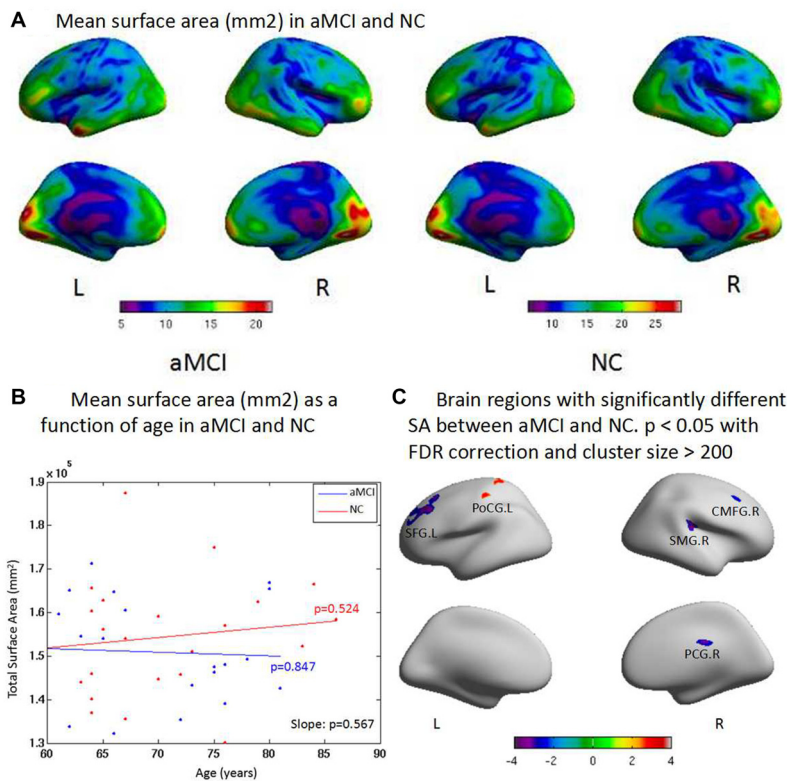 A Mean surface area (mm2) in aMCI and NC
L R L R
5 10 15 20
10 15 20 25
aMCI NC
B Mean surface area (mm2) as a
function of age in aMCI and NC
×10⁵
1.9
1.8
1.7
1.6
1.5
1.4
1.3
Total Surface Area (mm²)
aMCI
NC
p=0.524
p=0.847
Slope: p=0.567
60 65 70 75 80 85 90
Age (years)
C Brain regions with significantly different
SA between aMCI and NC. p < 0.05 with
FDR correction and cluster size > 200
SFG.L
PoCG.L
CMFG.R
SMG.R
PCG.R
L R
-4 -2 0 2 4